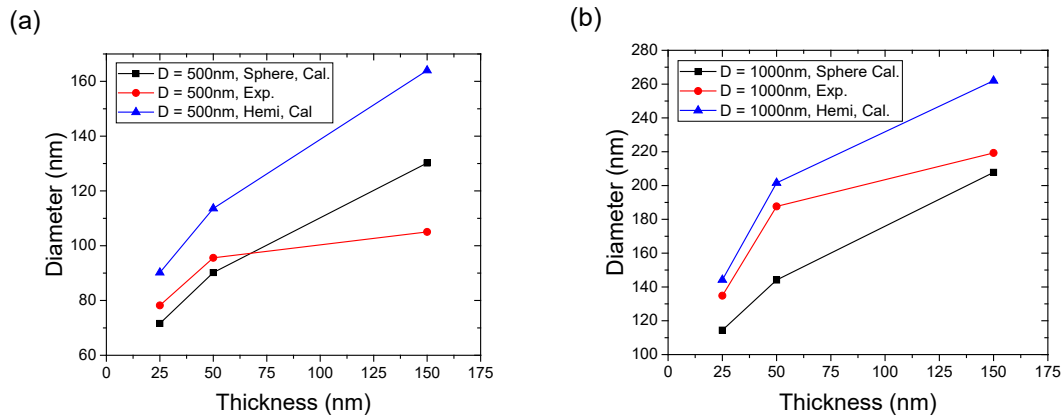 (a)
D = 500nm, Sphere, Cal.
D = 500nm, Exp.
D = 500nm, Hemi, Cal
160
140
120
100
80
60
0 25 50 75 100 125 150 175
Diameter (nm)
Thickness (nm)
(b)
D = 1000nm, Sphere Cal.
D = 1000nm, Exp.
D = 1000nm, Hemi, Cal.
280
260
240
220
200
180
160
140
120
100
0 25 50 75 100 125 150 175
Diameter (nm)
Thickness (nm)